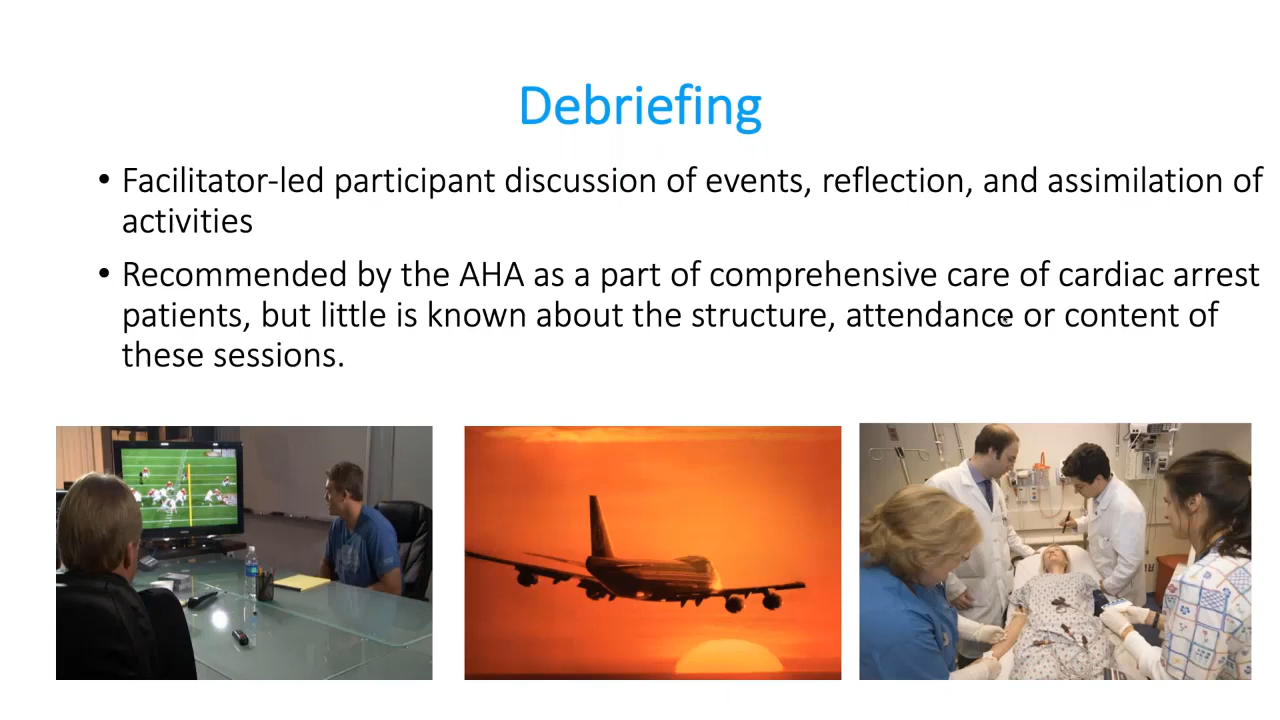 Debriefing
• Facilitator-led participant discussion of events, reflection, and assimilation of
activities
• Recommended by the AHA as a part of comprehensive care of cardiac arrest
patients, but little is known about the structure, attendance or content of
these sessions.